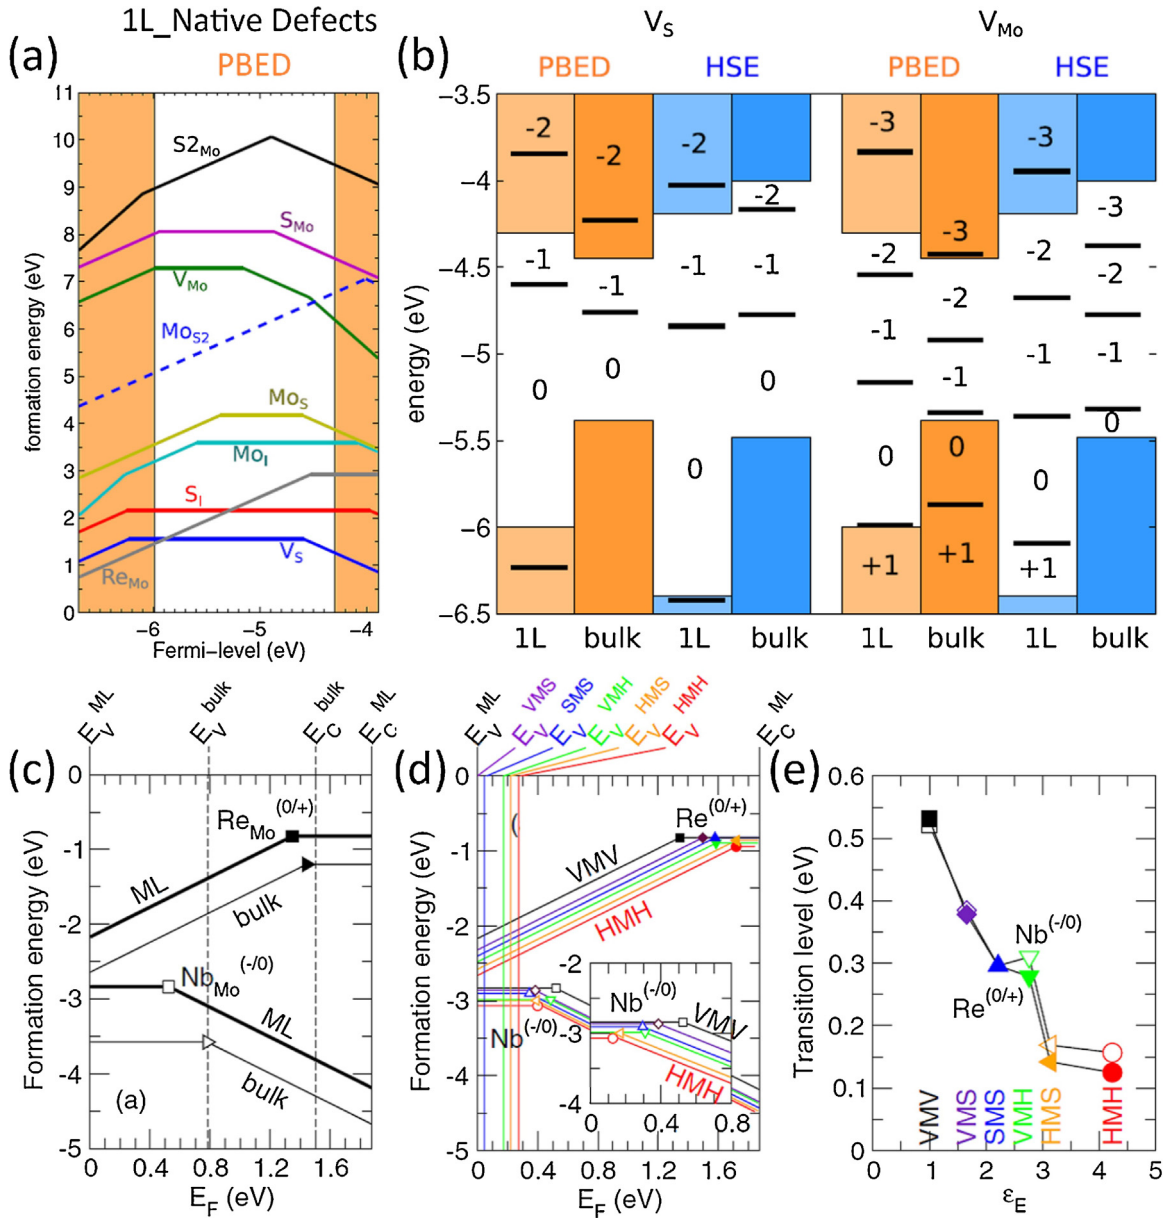 1L_Native Defects
(a)
PBED
formation energy (eV)
11
10
9
8
7
6
5
4
3
2
1
0
S2Mo
SMo
VMo
MoS2
MoS
MoI
SI
VS
ReMo
−6
−5
−4
Fermi−level (eV)
(b)
VS
VMo
PBED
HSE
PBED
HSE
energy (eV)
−3.5
−4
−4.5
−5
−5.5
−6
−6.5
-2
-1
0
-2
-1
0
-2
-1
0
-2
-1
0
-3
-2
-1
0
+1
-3
-2
-1
0
+1
-3
-2
-1
0
+1
-3
-2
-1
0
1L
bulk
1L
bulk
1L
bulk
1L
bulk
(c)
EV ML
EV bulk
EC bulk
EC ML
Formation energy (eV)
0
-1
-2
-3
-4
-5
ReMo (0/+)
ML
bulk
NbMo (-/0)
ML
bulk
(a)
0
0.4
0.8
1.2
1.6
EF (eV)
(d)
EV ML
EV VMS
EV SMS
EV VMH
EV HMS
EV HMH
EC ML
Formation energy (eV)
0
-1
-2
-3
-4
-5
(
Re(0/+)
VMV
HMH
Nb(-/0)
-2
-3
-4
Nb(-/0)
VMV
HMH
0
0.4
0.8
0
0.4
0.8
1.2
1.6
EF (eV)
(e)
Transition level (eV)
0.6
0.5
0.4
0.3
0.2
0.1
0
Nb(-/0)
Re(0/+)
VMV
VMS
SMS
VMH
HMS
HMH
0
1
2
3
4
5
εE